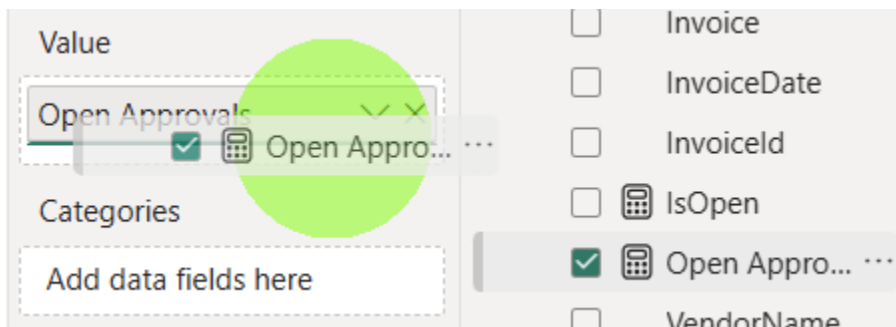 Value
Open Approvals
Open Appro... ...
Categories
Add data fields here
Invoice
InvoiceDate
InvoiceId
IsOpen
Open Appro... ...
VendorName